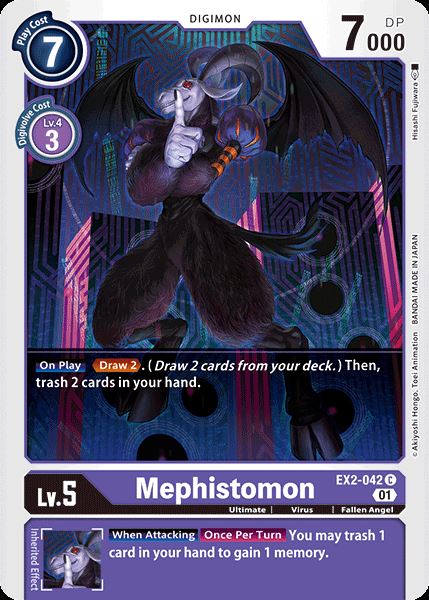 DIGIMON
Play Cost
7
7000
DP
Digivolve Cost
Lv.4
3
Hisashi Fujiwara
On Play Draw 2. (Draw 2 cards from your deck.) Then,
trash 2 cards in your hand.
©Akiyoshi Hongo, Toei Animation BANDAI MADE IN JAPAN
Lv.5
Mephistomon
EX2-042 C
01
Ultimate | Virus | Fallen Angel
Inherited Effect
When Attacking Once Per Turn You may trash 1
card in your hand to gain 1 memory.